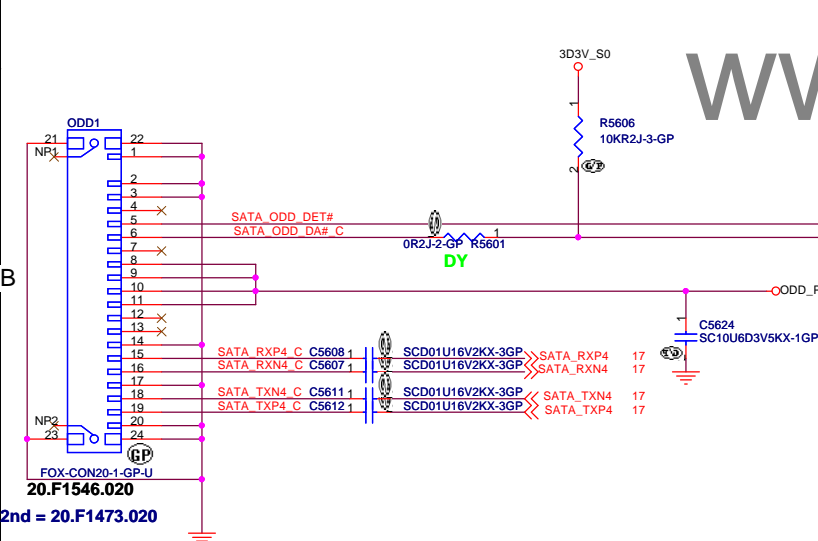 3D3V_S0
WW
1
R5606
10KR2J-3-GP
2
ODD1
21
22
NP1
1
2
3
4
5
SATA_ODD_DET#
6
SATA_ODD_DA#_C
1
0R2J-2-GP
R5601
DY
7
8
B
9
10
ODD_P
11
1
C5624
SC10U6D3V5KX-1GP
12
13
14
15
SATA_RXP4_C
C5608
1
SCD01U16V2KX-3GP
SATA_RXP4
17
16
SATA_RXN4_C
C5607
1
SCD01U16V2KX-3GP
SATA_RXN4
17
17
18
SATA_TXN4_C
C5611
1
SCD01U16V2KX-3GP
SATA_TXN4
17
19
SATA_TXP4_C
C5612
1
SCD01U16V2KX-3GP
SATA_TXP4
17
NP2
20
23
24
GP
FOX-CON20-1-GP-U
20.F1546.020
2nd = 20.F1473.020